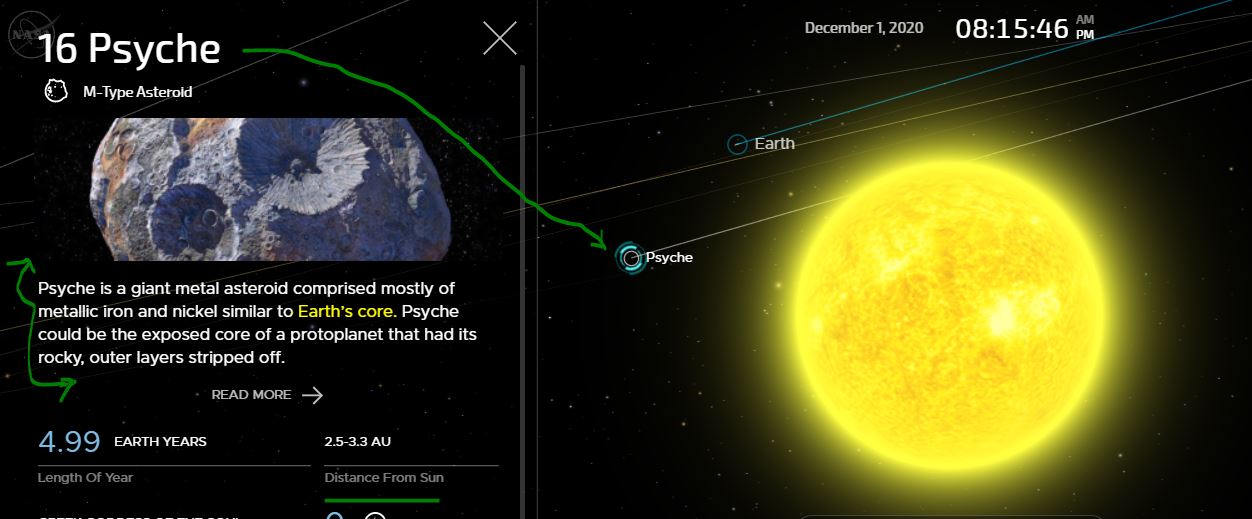 NASA
16 Psyche
M-Type Asteroid
Psyche is a giant metal asteroid comprised mostly of
metallic iron and nickel similar to Earth's core. Psyche
could be the exposed core of a protoplanet that had its
rocky, outer layers stripped off.
READ MORE
4.99 EARTH YEARS
Length Of Year
2.5-3.3 AU
Distance From Sun
December 1, 2020
08:15:46 AM
PM
Earth
Psyche